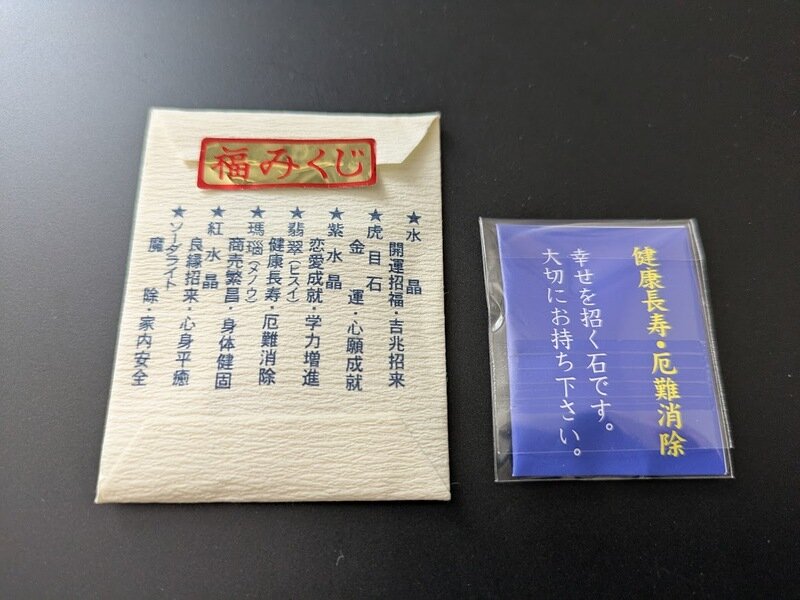 福みくじ
★水晶
開運招福・吉兆招来
★虎目石
金運・心願成就
★紫水晶
恋愛成就・学力増進
★翡翠(ヒスイ)
健康長寿・厄難消除
★瑪瑙(メノウ)
商売繁昌・身体健固
★紅水晶
良縁招来・心身平癒
★ソーダライト
魔除・家内安全
健康長寿・厄難消除
幸せを招く石です。
大切にお持ち下さい。